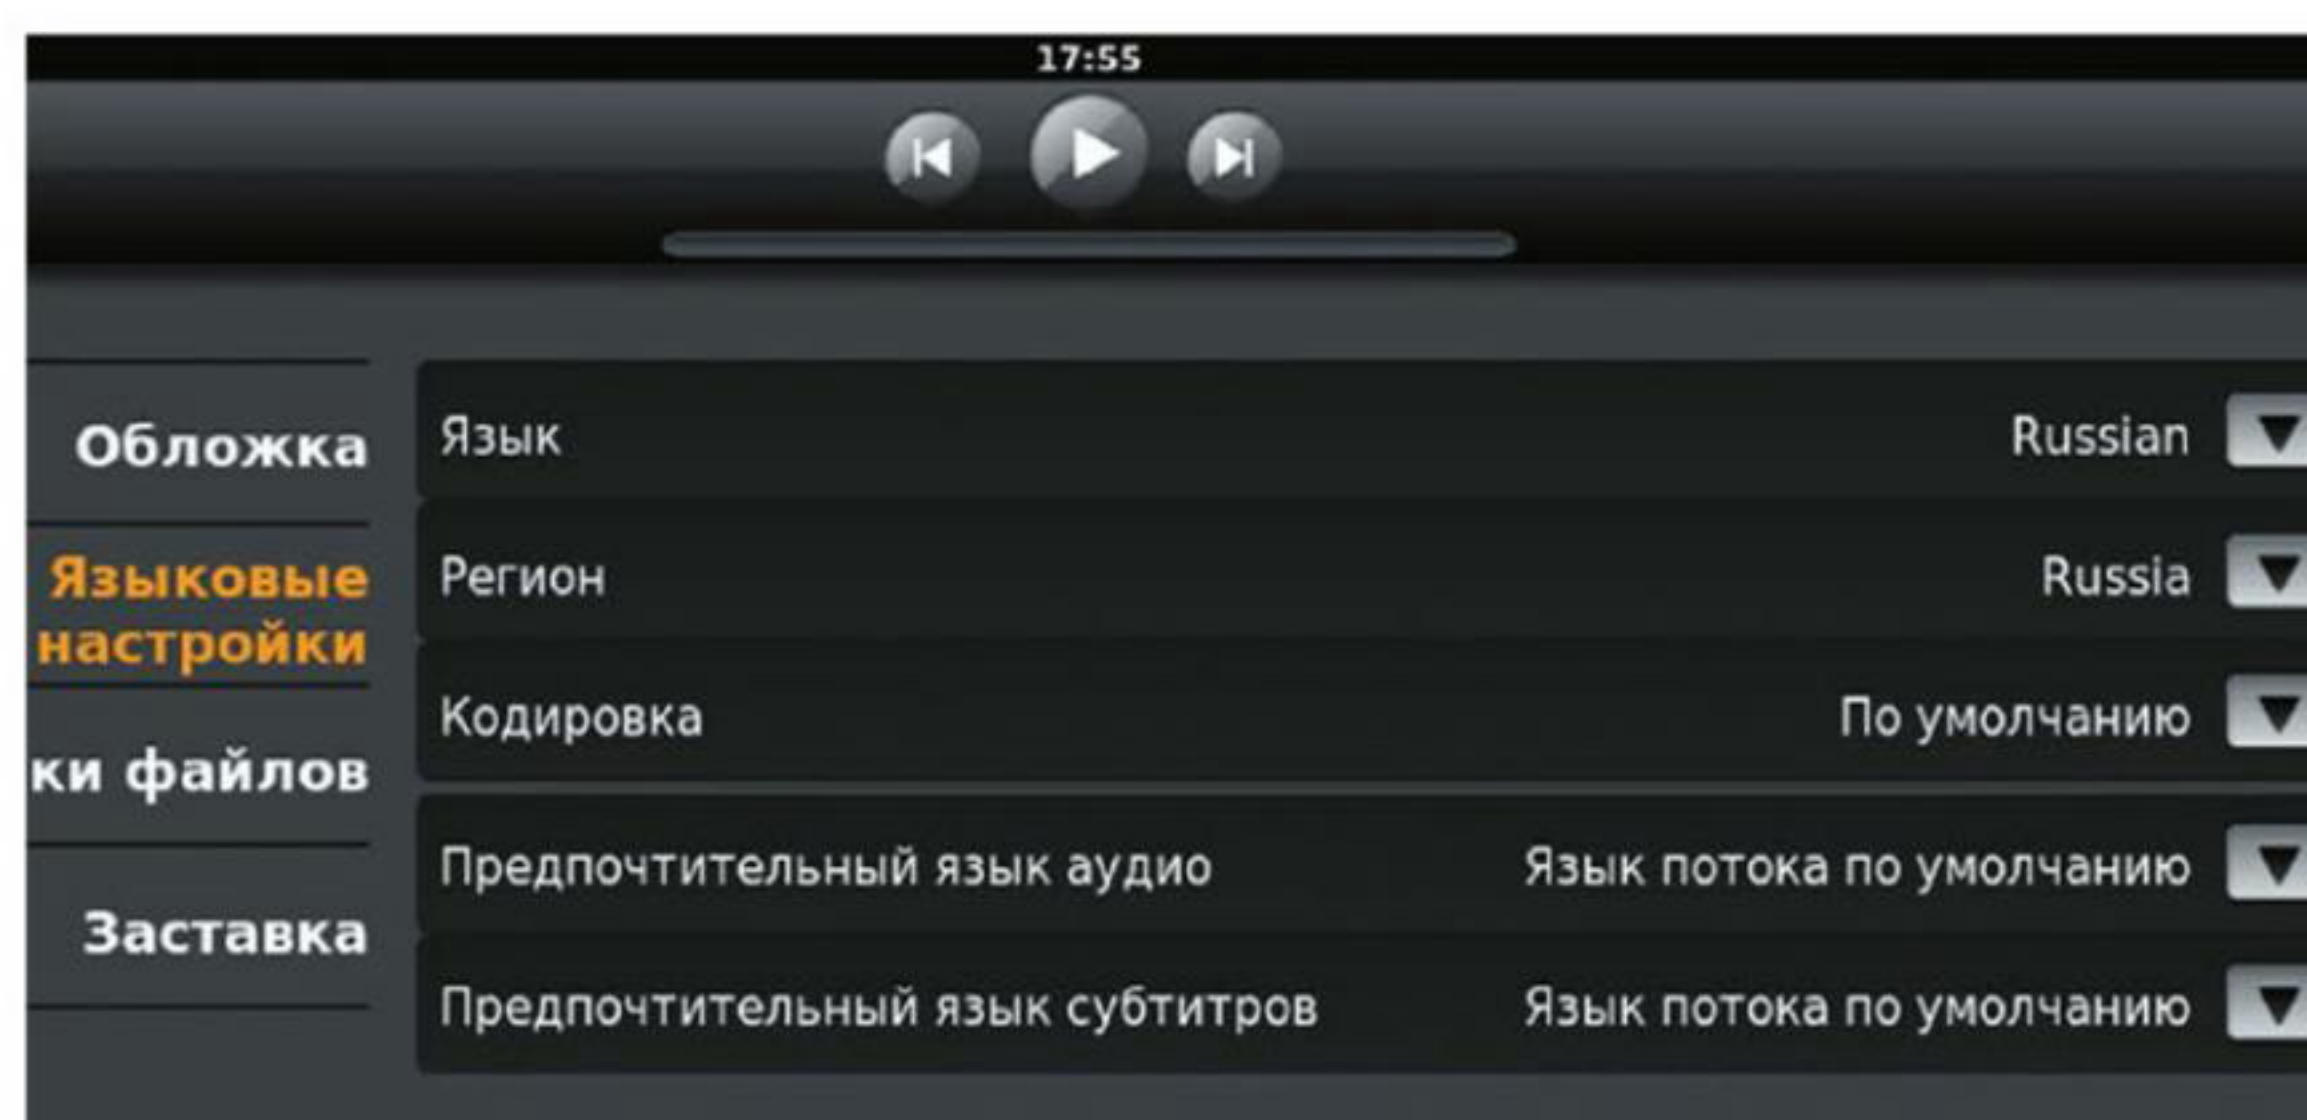 17:55
Обложка
Языковые
настройки
ки файлов
Заставка
Язык Russian
Регион Russia
Кодировка По умолчанию
Предпочтительный язык аудио Язык потока по умолчанию
Предпочтительный язык субтитров Язык потока по умолчанию